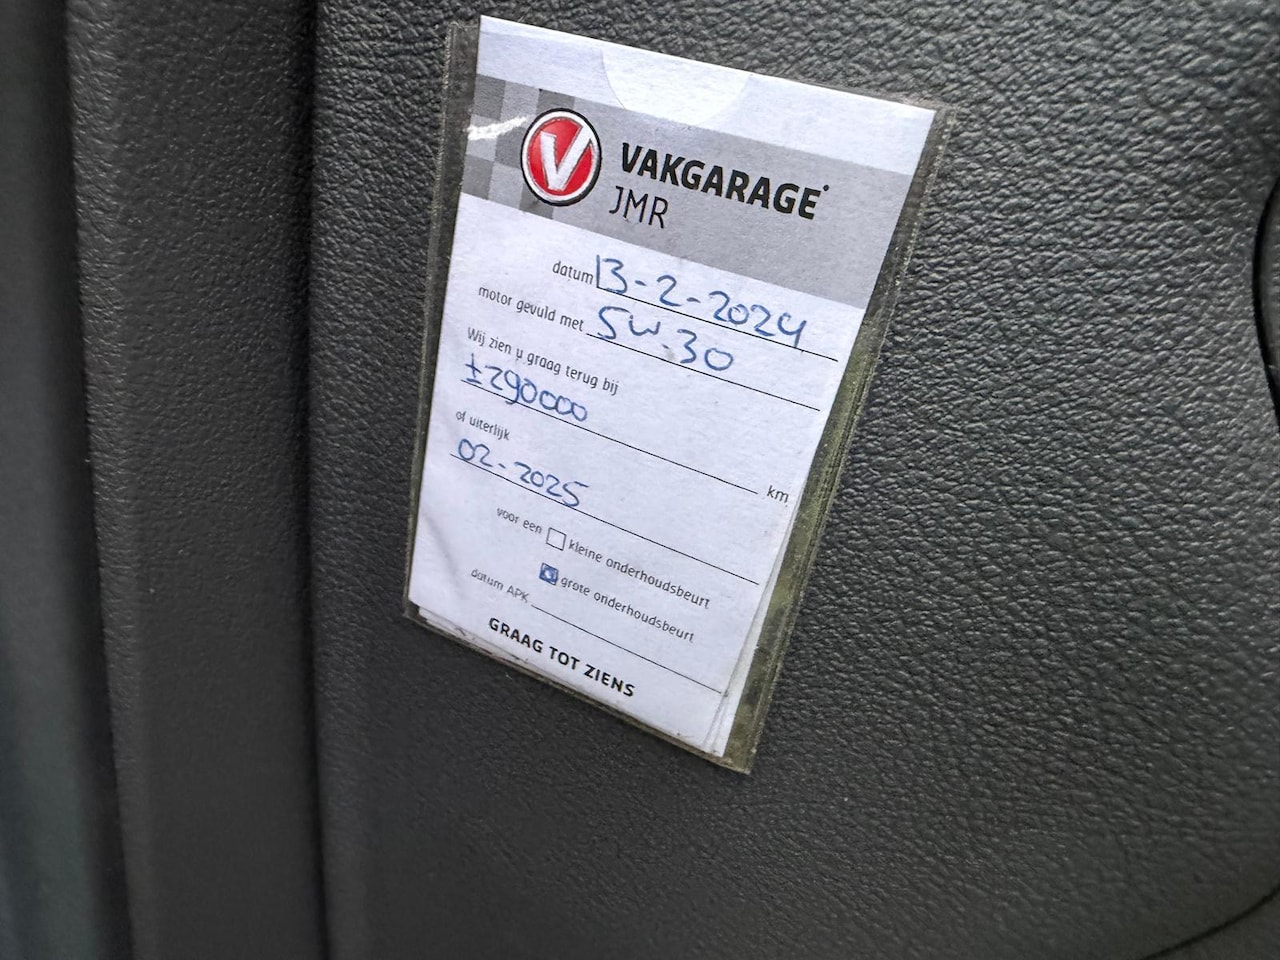 V
VAKGARAGE
JMR
datum 13-2-2024
motor gevuld met 5W-30
Wij zien u graag terug bij
±290000 km
of uiterlijk
02-2025
voor een kleine onderhoudsbeurt
grote onderhoudsbeurt
datum APK
GRAAG TOT ZIENS